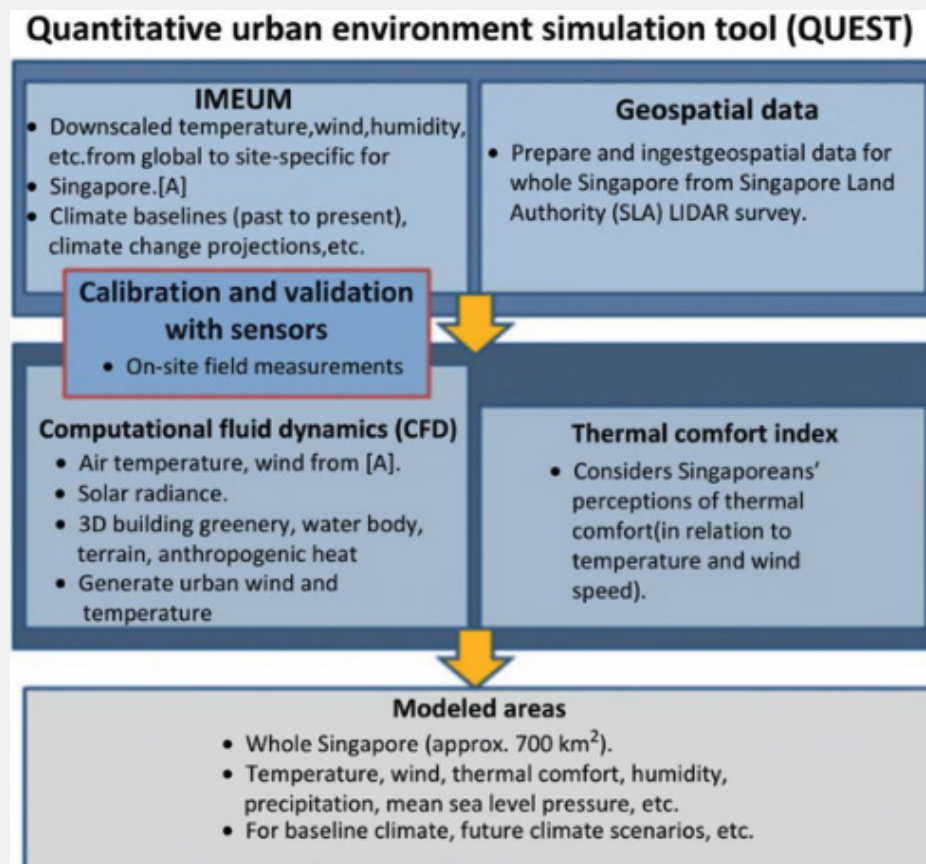 Quantitative urban environment simulation tool (QUEST)
IMEUM
• Downscaled temperature,wind,humidity,
etc.from global to site-specific for
• Singapore.[A]
• Climate baselines (past to present),
climate change projections,etc.
Geospatial data
• Prepare and ingestgeospatial data for
whole Singapore from Singapore Land
Authority (SLA) LIDAR survey.
Calibration and validation
with sensors
• On-site field measurements
Computational fluid dynamics (CFD)
• Air temperature, wind from [A].
• Solar radiance.
• 3D building greenery, water body,
terrain, anthropogenic heat
• Generate urban wind and
temperature
Thermal comfort index
• Considers Singaporeans’
perceptions of thermal
comfort(in relation to
temperature and wind
speed).
Modeled areas
• Whole Singapore (approx. 700 km²).
• Temperature, wind, thermal comfort, humidity,
precipitation, mean sea level pressure, etc.
• For baseline climate, future climate scenarios, etc.